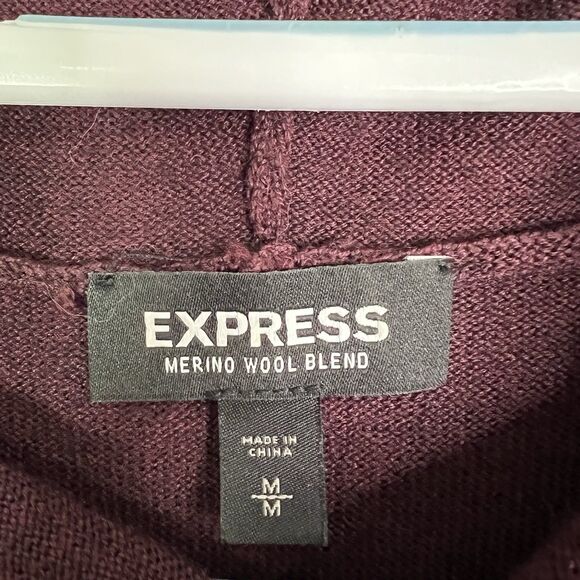 EXPRESS
MERINO WOOL BLEND
MADE IN
CHINA
M
M